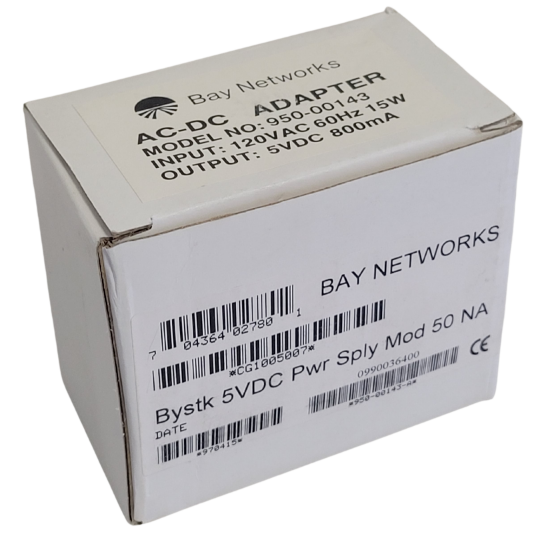 Bay Networks
AC-DC ADAPTER
MODEL NO: 950-00143
INPUT: 120VAC 60Hz 15W
OUTPUT: 5VDC 800mA
BAY NETWORKS
7 04364 02780 1
*CG1005007*
Bystk 5VDC Pwr Sply Mod 50 NA
0990036400
CE
DATE
*950-00143-A*
*970415*